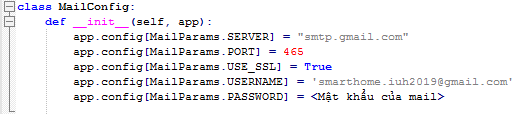 class MailConfig:
    def __init__(self, app):
        app.config[MailParams.SERVER] = "smtp.gmail.com"
        app.config[MailParams.PORT] = 465
        app.config[MailParams.USE_SSL] = True
        app.config[MailParams.USERNAME] = 'smarthome.iuh2019@gmail.com'
        app.config[MailParams.PASSWORD] = <Mật khẩu của mail>